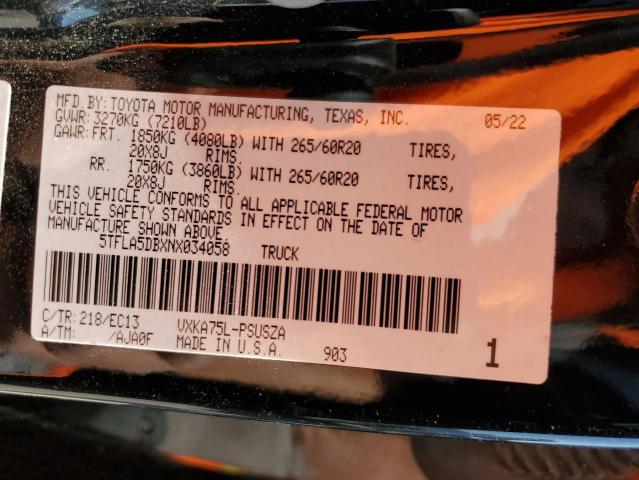 MFD.BY:TOYOTA MOTOR MANUFACTURING, TEXAS, INC. 05/22
GVWR:3270KG (7210LB)
GAWR:FRT. 1850KG (4080LB) WITH 265/60R20 TIRES,
20X8J RIMS.
RR. 1750KG (3860LB) WITH 265/60R20 TIRES,
20X8J RIMS.
THIS VEHICLE CONFORMS TO ALL APPLICABLE FEDERAL MOTOR
VEHICLE SAFETY STANDARDS IN EFFECT ON THE DATE OF
MANUFACTURE SHOWN ABOVE.
5TFLA5DBXNX034058 TRUCK
C/TR:218/EC13 VXKA75L-PSUSZA
A/TM: /AJA0F MADE IN U.S.A. 903 1